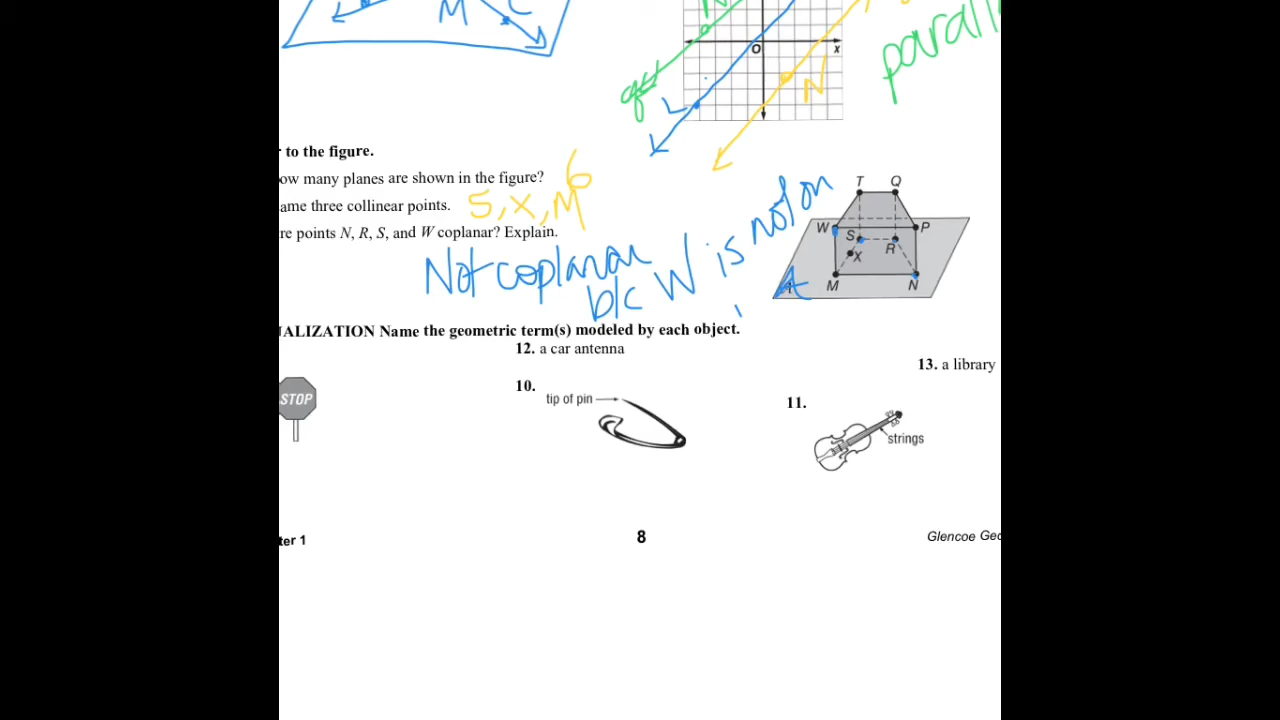 M C
N
O x
parall
L N
r to the figure.
ow many planes are shown in the figure? 6
ame three collinear points. S, X, M
re points N, R, S, and W coplanar? Explain.
Not coplanar
b/c W is not on
A
T Q
W S R P
X
M N
ALIZATION Name the geometric term(s) modeled by each object.
12. a car antenna
13. a library
STOP
10.
tip of pin
11.
strings
ter 1
8
Glencoe Geo